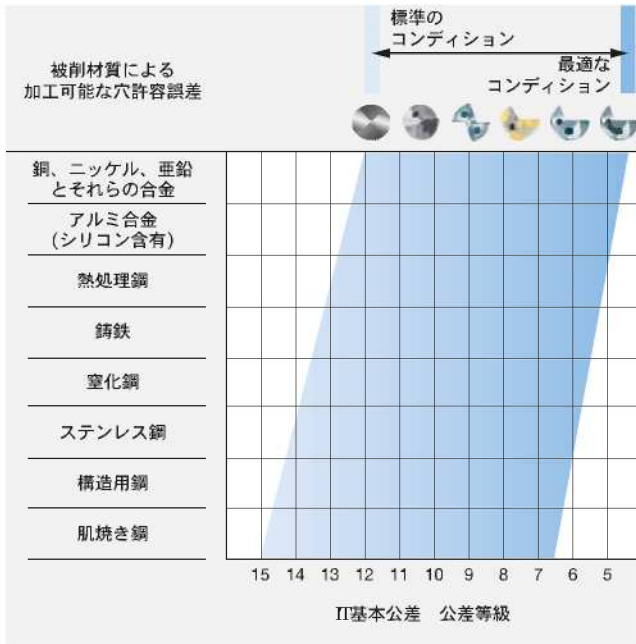 標準の
コンディション
最適な
コンディション
被削材質による
加工可能な穴許容誤差
銅、ニッケル、亜鉛
とそれらの合金
アルミ合金
(シリコン含有)
熱処理鋼
鋳鉄
窒化鋼
ステンレス鋼
構造用鋼
肌焼き鋼
15 14 13 12 11 10 9 8 7 6 5
IT基本公差 公差等級